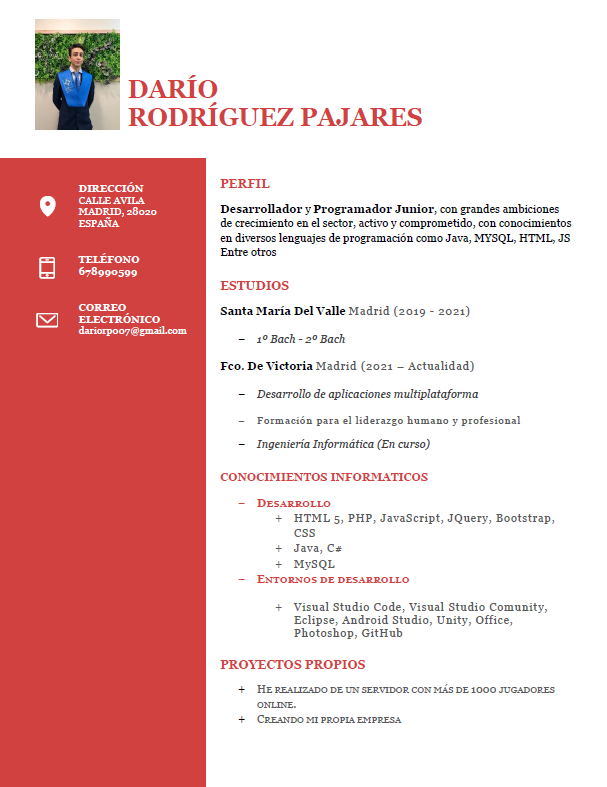 DARÍO
RODRÍGUEZ PAJARES
DIRECCIÓN
CALLE AVILA
MADRID, 28020
ESPAÑA
TELÉFONO
678990599
CORREO
ELECTRÓNICO
dariorp007@gmail.com
PERFIL
Desarrollador y Programador Junior, con grandes ambiciones
de crecimiento en el sector, activo y comprometido, con conocimientos
en diversos lenguajes de programación como Java, MYSQL, HTML, JS
Entre otros
ESTUDIOS
Santa María Del Valle Madrid (2019 - 2021)
– 1º Bach - 2º Bach
Fco. De Victoria Madrid (2021 – Actualidad)
– Desarrollo de aplicaciones multiplataforma
– Formación para el liderazgo humano y profesional
– Ingeniería Informática (En curso)
CONOCIMIENTOS INFORMATICOS
– DESARROLLO
+ HTML 5, PHP, JavaScript, JQuery, Bootstrap,
CSS
+ Java, C#
+ MySQL
– ENTORNOS DE DESARROLLO
+ Visual Studio Code, Visual Studio Comunity,
Eclipse, Android Studio, Unity, Office,
Photoshop, GitHub
PROYECTOS PROPIOS
+ HE REALIZADO DE UN SERVIDOR CON MÁS DE 1000 JUGADORES
ONLINE.
+ CREANDO MI PROPIA EMPRESA